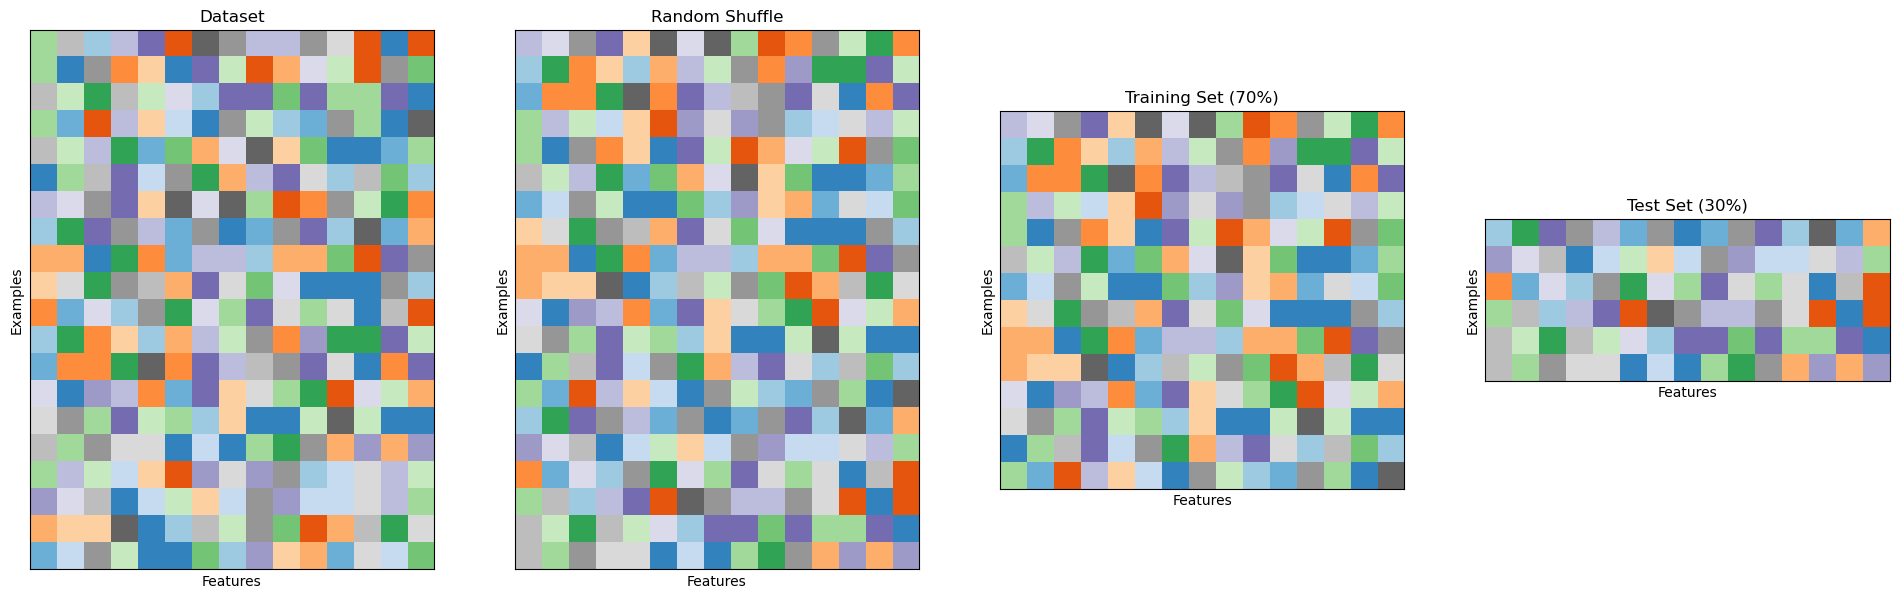 Dataset
Examples
Features
Random Shuffle
Examples
Features
Training Set (70%)
Examples
Features
Test Set (30%)
Examples
Features